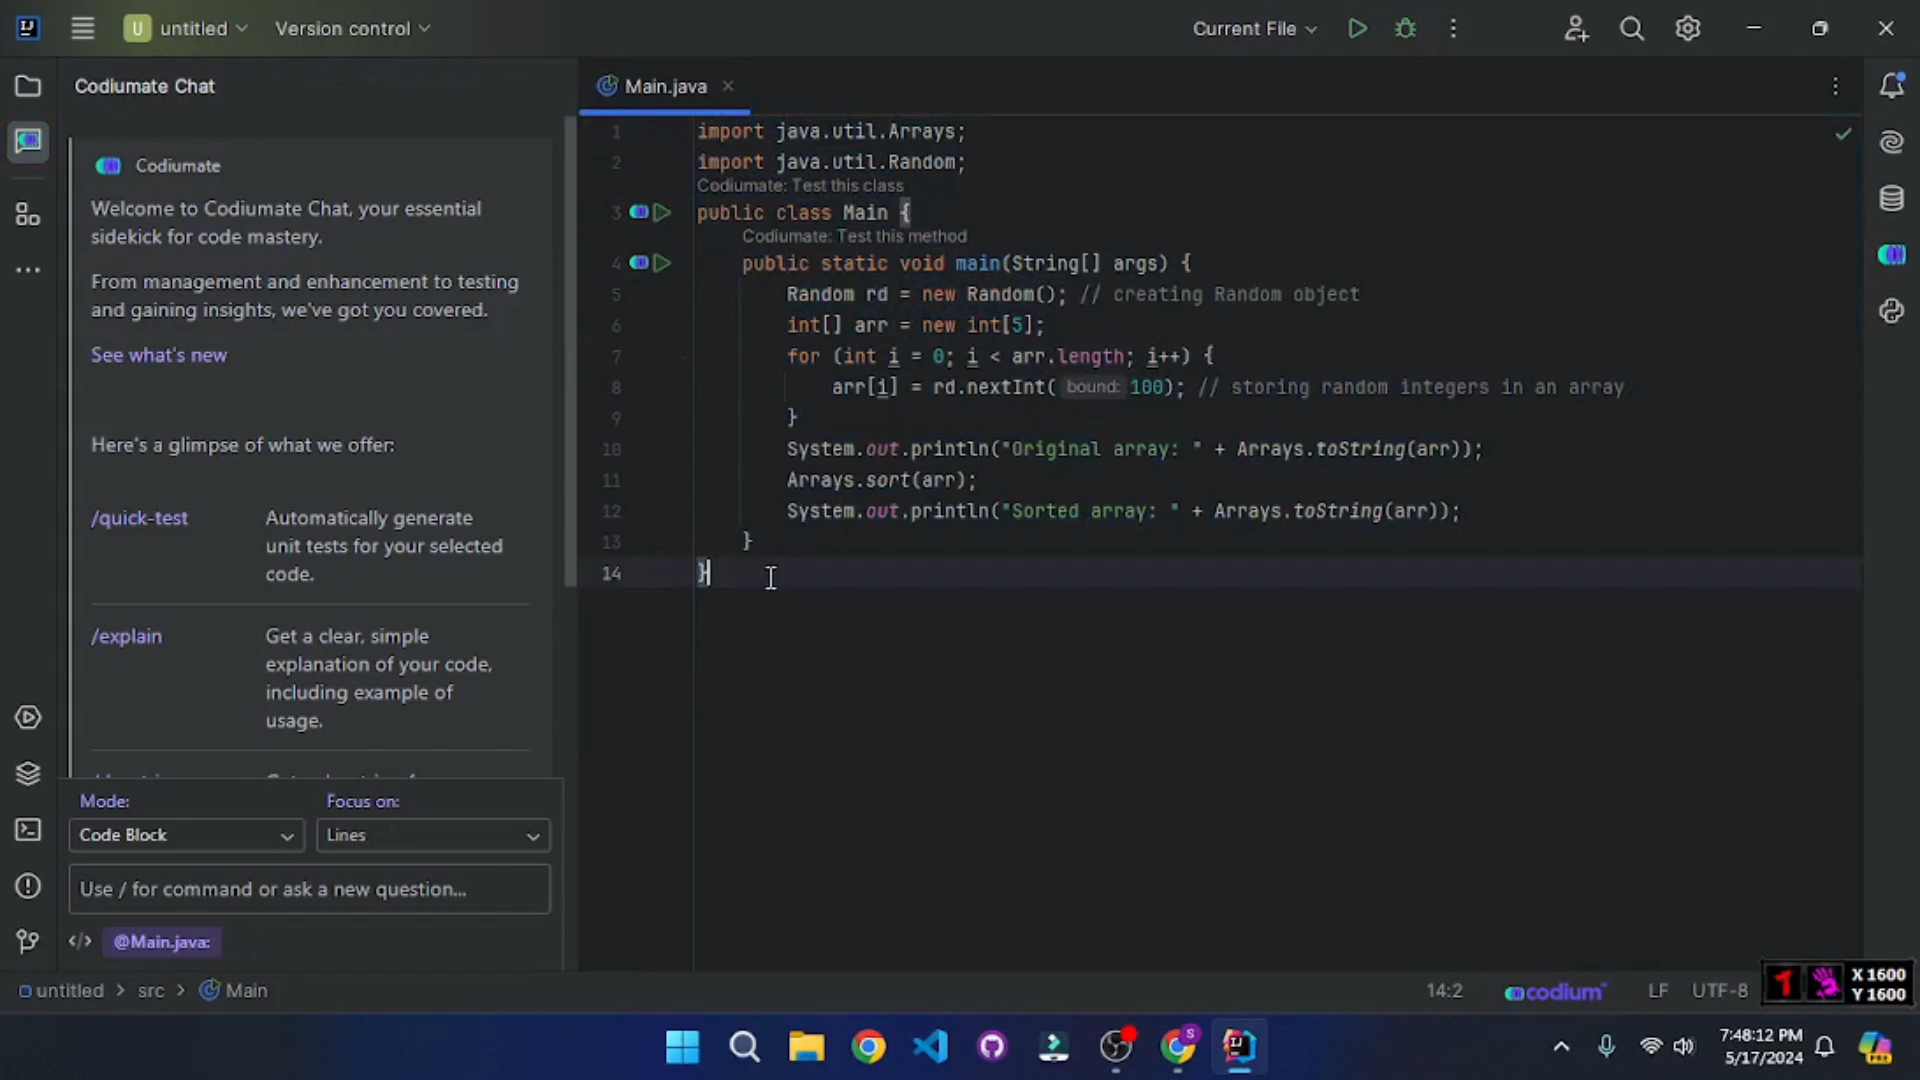 untitled
Version control
Current File
Codiumate Chat
Codiumate
Welcome to Codiumate Chat, your essential
sidekick for code mastery.
From management and enhancement to testing
and gaining insights, we've got you covered.
See what's new
Here's a glimpse of what we offer:
/quick-test
Automatically generate
unit tests for your selected
code.
/explain
Get a clear, simple
explanation of your code,
including example of
usage.
Mode:
Focus on:
Code Block
Lines
Use / for command or ask a new question...
</> @Main.java:
Main.java
1 import java.util.Arrays;
2 import java.util.Random;
Codiumate: Test this class
3 public class Main {
Codiumate: Test this method
4 public static void main(String[] args) {
5 Random rd = new Random(); // creating Random object
6 int[] arr = new int[5];
7 for (int i = 0; i < arr.length; i++) {
8 arr[i] = rd.nextInt( bound: 100); // storing random integers in an array
9 }
10 System.out.println("Original array: " + Arrays.toString(arr));
11 Arrays.sort(arr);
12 System.out.println("Sorted array: " + Arrays.toString(arr));
13 }
14 }
untitled > src > Main
14:2
codium
LF
UTF-8
X 1600
Y 1600
7:48:12 PM
5/17/2024